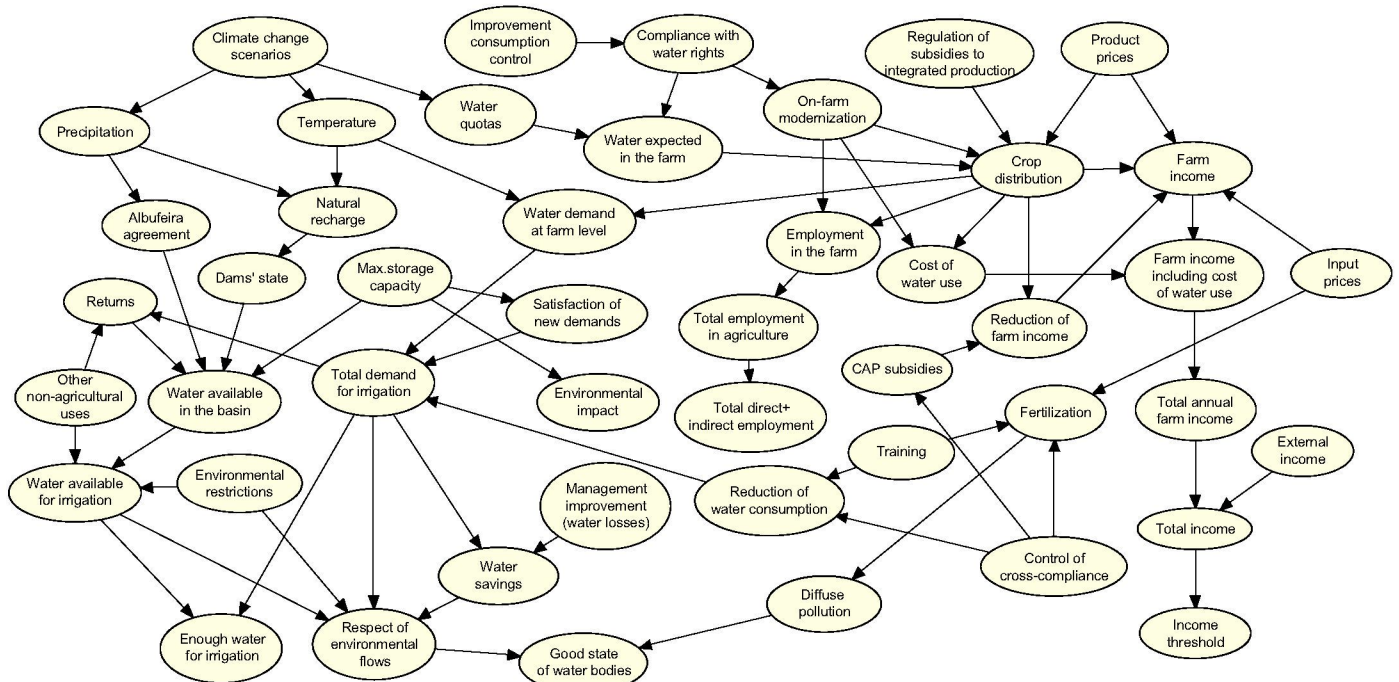 Climate change
scenarios
Improvement
consumption
control
Compliance with
water rights
Regulation of
subsidies to
integrated production
Product
prices
Precipitation
Temperature
Water
quotas
On-farm
modernization
Water expected
in the farm
Crop
distribution
Farm
income
Albufeira
agreement
Natural
recharge
Water demand
at farm level
Employment
in the farm
Cost of
water use
Farm income
including cost
of water use
Input
prices
Dams' state
Max.storage
capacity
Returns
Satisfaction of
new demands
Total employment
in agriculture
Reduction of
farm income
CAP subsidies
Other
non-agricultural
uses
Water available
in the basin
Total demand
for irrigation
Environmental
impact
Total direct+
indirect employment
Fertilization
Total annual
farm income
Training
External
income
Water available
for irrigation
Environmental
restrictions
Management
improvement
(water losses)
Reduction of
water consumption
Total income
Water
savings
Control of
cross-compliance
Diffuse
pollution
Enough water
for irrigation
Respect of
environmental
flows
Good state
of water bodies
Income
threshold